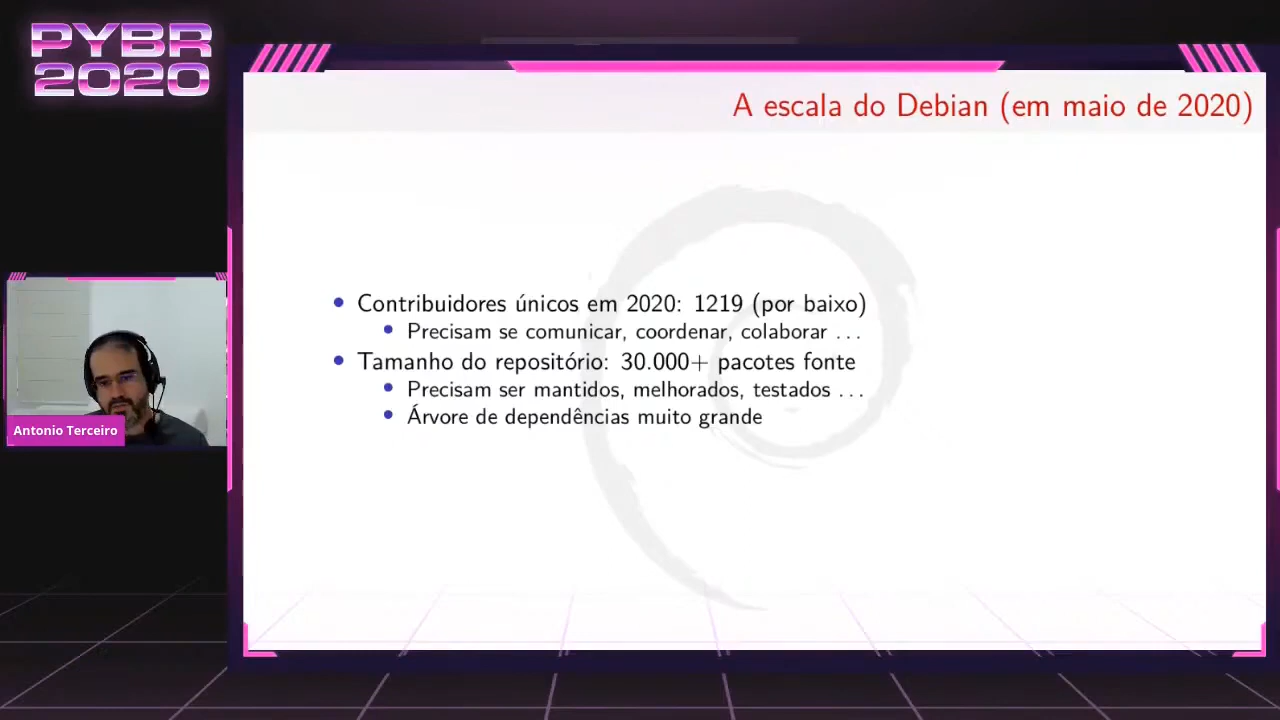 PYBR
2020
A escala do Debian (em maio de 2020)
Contribuidores únicos em 2020: 1219 (por baixo)
Precisam se comunicar, coordenar, colaborar ...
Tamanho do repositório: 30.000+ pacotes fonte
Precisam ser mantidos, melhorados, testados ...
Árvore de dependências muito grande
Antonio Terceiro